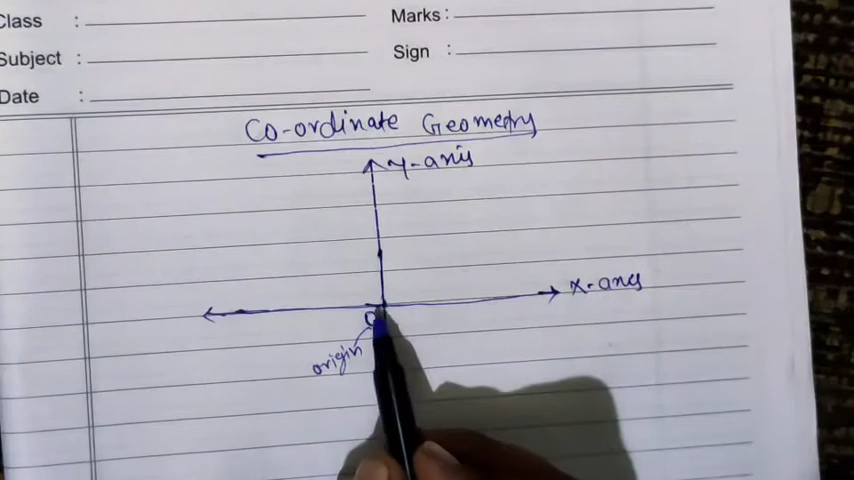 Class :
Marks :
Subject :
Sign :
Date :
Co-ordinate Geometry
y-axis
x-axis
O
origin